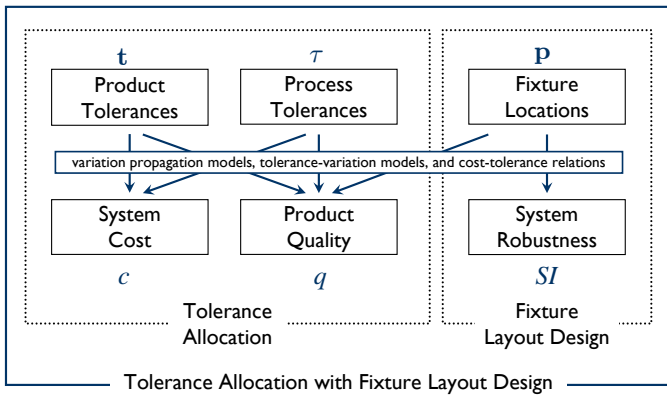 t
τ
p
Product
Tolerances
Process
Tolerances
Fixture
Locations
variation propagation models, tolerance-variation models, and cost-tolerance relations
System
Cost
Product
Quality
System
Robustness
c
q
SI
Tolerance
Allocation
Fixture
Layout Design
Tolerance Allocation with Fixture Layout Design